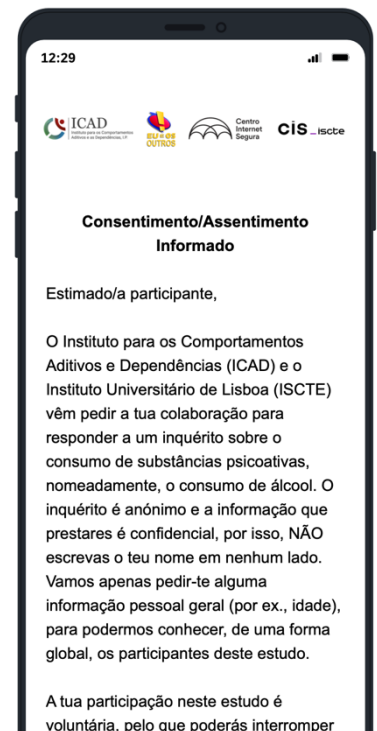 12:29
ICAD
Instituto para os Comportamentos
Aditivos e as Dependências, I.P.
EU E OS
OUTROS
Centro
Internet
Segura
CIS_iscte
Consentimento/Assentimento
Informado
Estimado/a participante,
O Instituto para os Comportamentos
Aditivos e Dependências (ICAD) e o
Instituto Universitário de Lisboa (ISCTE)
vêm pedir a tua colaboração para
responder a um inquérito sobre o
consumo de substâncias psicoativas,
nomeadamente, o consumo de álcool. O
inquérito é anónimo e a informação que
prestares é confidencial, por isso, NÃO
escrevas o teu nome em nenhum lado.
Vamos apenas pedir-te alguma
informação pessoal geral (por ex., idade),
para podermos conhecer, de uma forma
global, os participantes deste estudo.
A tua participação neste estudo é
voluntária, pelo que poderás interromper